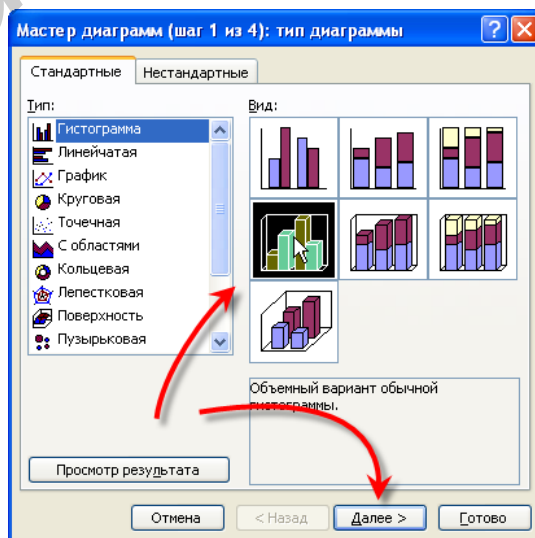 Мастер диаграмм (шаг 1 из 4): тип диаграммы
Стандартные Нестандартные
Тип:
Гистограмма
Линейчатая
График
Круговая
Точечная
С областями
Кольцевая
Лепестковая
Поверхность
Пузырьковая
Вид:
Объемный вариант обычной
гистограммы.
Просмотр результата
Отмена < Назад Далее > Готово